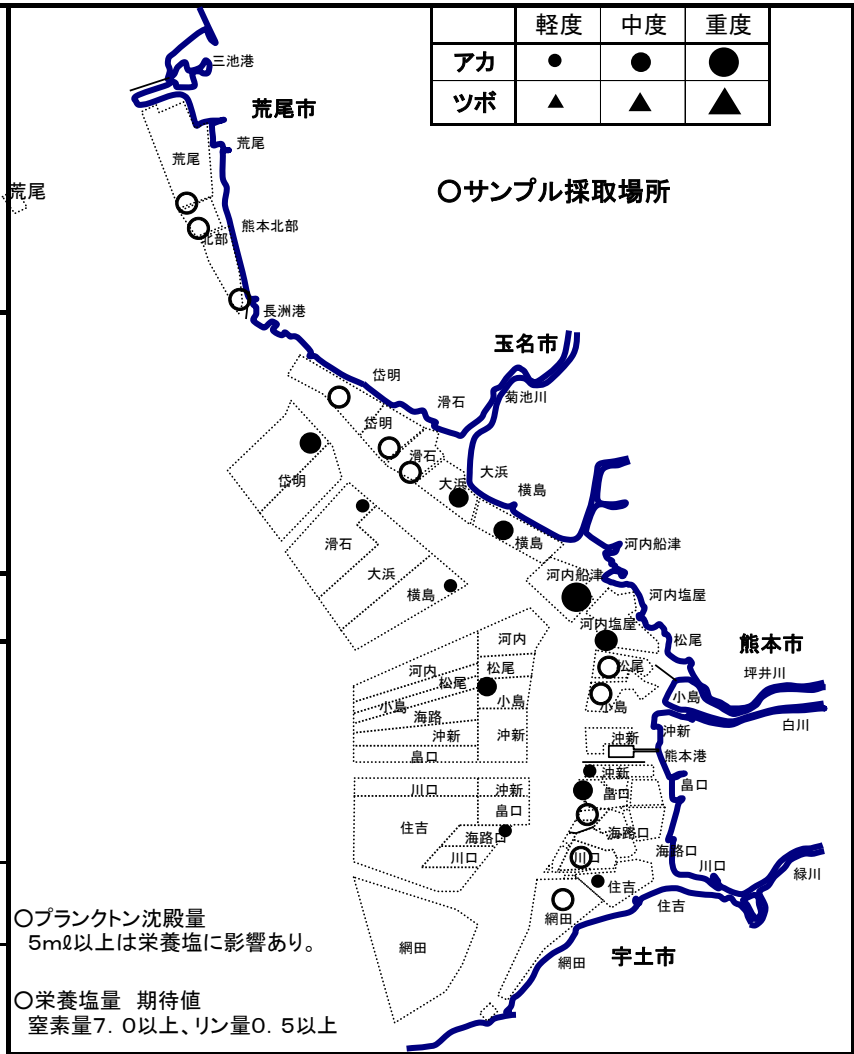 軽度 中度 重度
アカ
ツボ
三池港
荒尾市
荒尾
荒尾
○サンプル採取場所
荒尾
熊本北部
北部
長洲港
玉名市
岱明
菊池川
滑石
岱明
滑石
大浜
岱明
大浜
横島
滑石
横島
河内船津
大浜
河内船津
横島
河内塩屋
河内塩屋
河内
松尾
熊本市
松尾
河内
松尾
坪井川
松尾
小島
小島
小島
小島
海路
白川
沖新
沖新
沖新
沖新
畠口
熊本港
沖新
川口
沖新
畠口
畠口
畠口
住吉
海路口
海路口
海路口
川口
川口
川口
緑川
住吉
住吉
網田
網田
網田
宇土市
○プランクトン沈殿量
5mℓ以上は栄養塩に影響あり。
○栄養塩量 期待値
窒素量7.0以上、リン量0.5以上